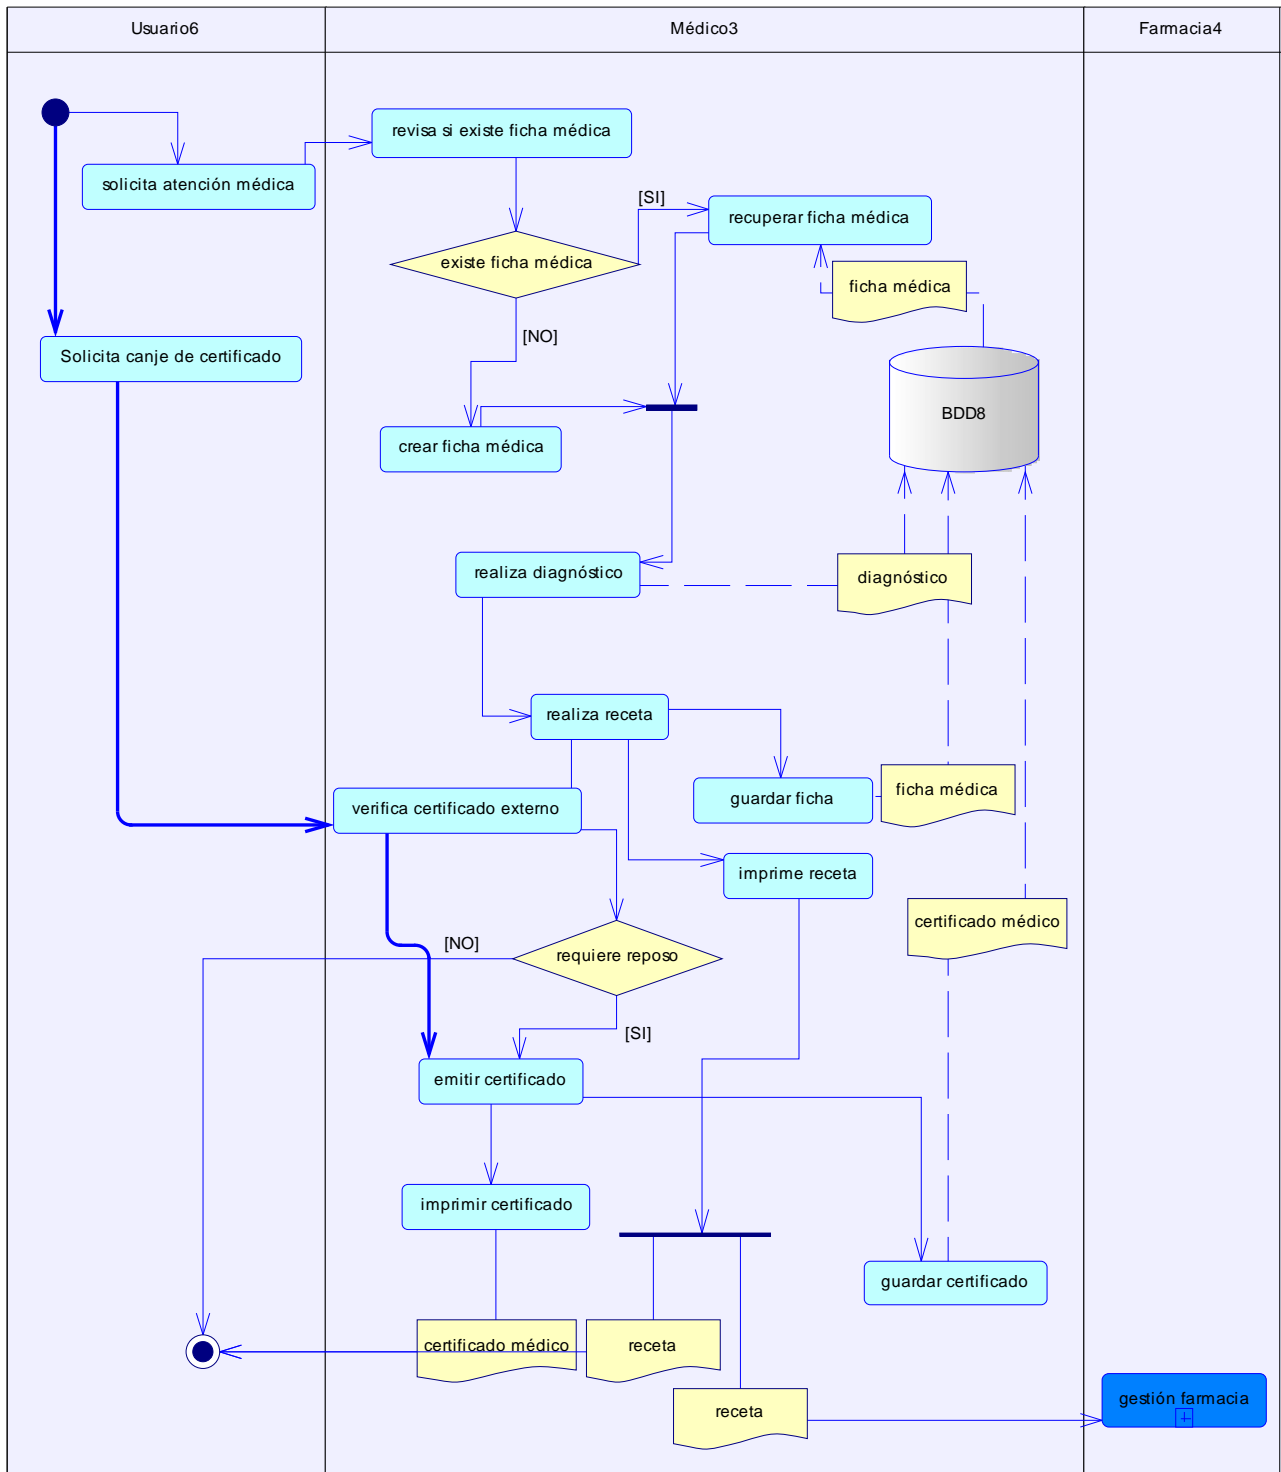 Usuario6
Médico3
Farmacia4
revisa si existe ficha médica
solicita atención médica
[SI]
recuperar ficha médica
existe ficha médica
ficha médica
[NO]
Solicita canje de certificado
BDD8
crear ficha médica
realiza diagnóstico
diagnóstico
realiza receta
guardar ficha
ficha médica
verifica certificado externo
imprime receta
certificado médico
[NO]
requiere reposo
[SI]
emitir certificado
imprimir certificado
guardar certificado
certificado médico
receta
gestión farmacia
receta